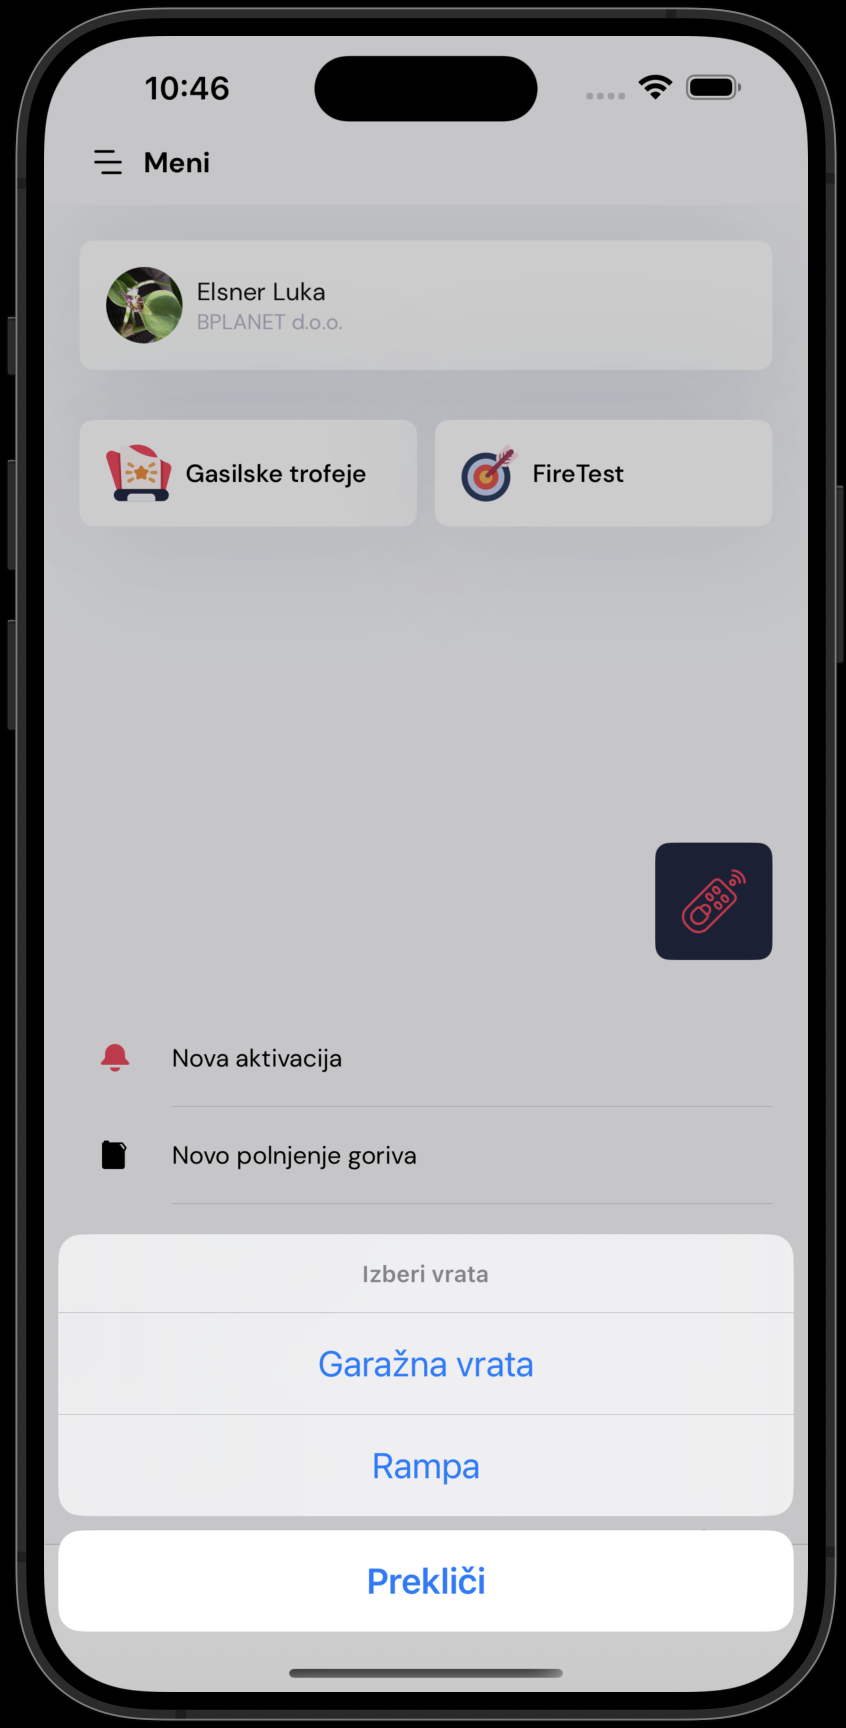 10:46
Meni
Elsner Luka
BPLANET d.o.o.
Gasilske trofeje
FireTest
Nova aktivacija
Novo polnjenje goriva
Izberi vrata
Garažna vrata
Rampa
Prekliči